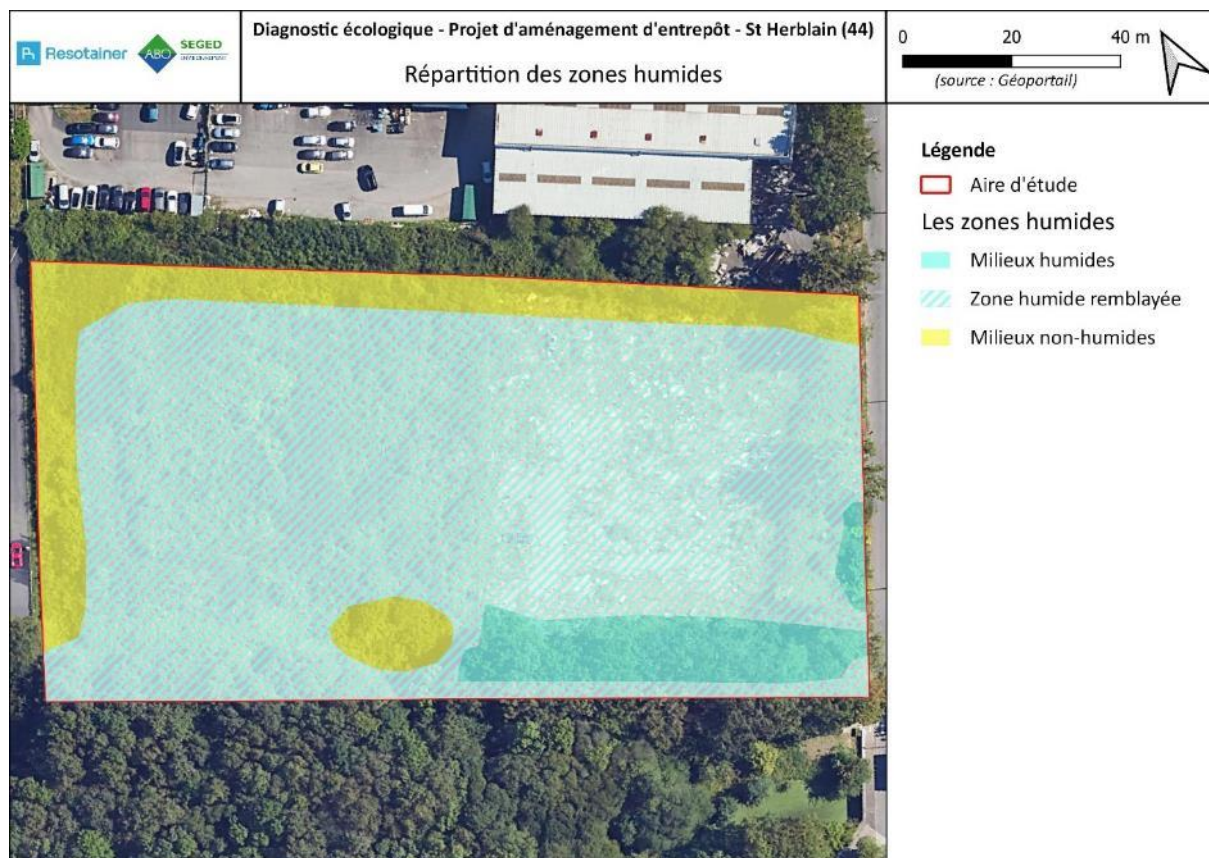 Resotainer
ABO
SEGED
Diagnostic écologique - Projet d'aménagement d'entrepôt - St Herblain (44)
Répartition des zones humides
0 20 40 m
(source : Géoportail)
Légende
Aire d'étude
Les zones humides
Milieux humides
Zone humide remblayée
Milieux non-humides